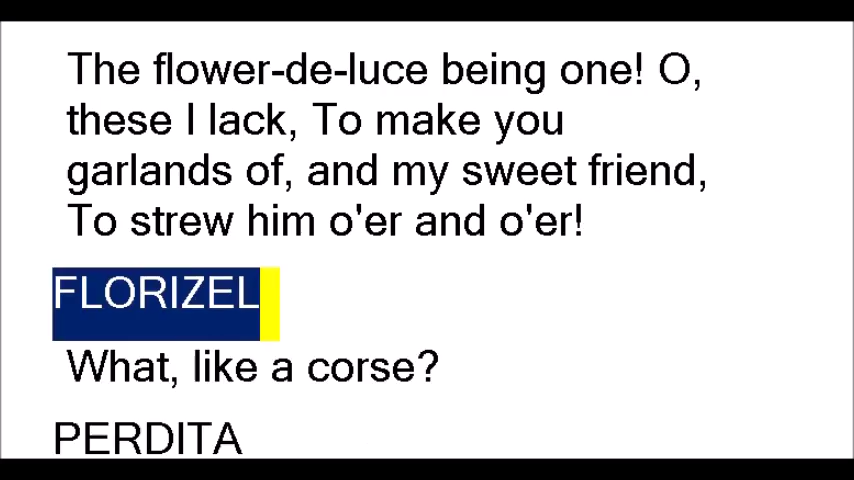 The flower-de-luce being one! O,
these I lack, To make you
garlands of, and my sweet friend,
To strew him o'er and o'er!
FLORIZEL
What, like a corse?
PERDITA